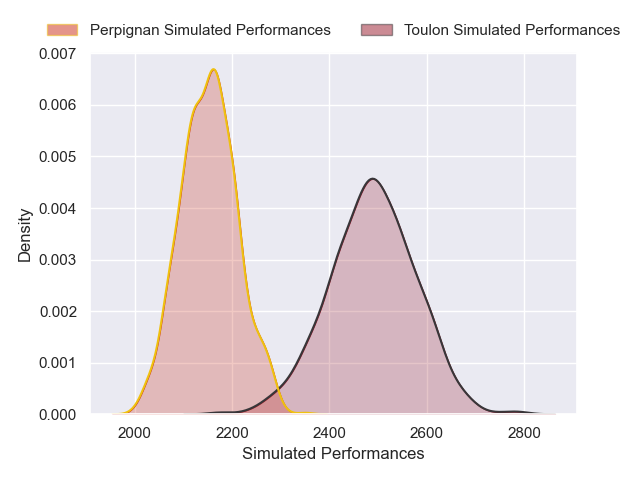 Perpignan Simulated Performances
Toulon Simulated Performances
0.007
0.006
0.005
0.004
0.003
0.002
0.001
0.000
Density
2000 2200 2400 2600 2800
Simulated Performances